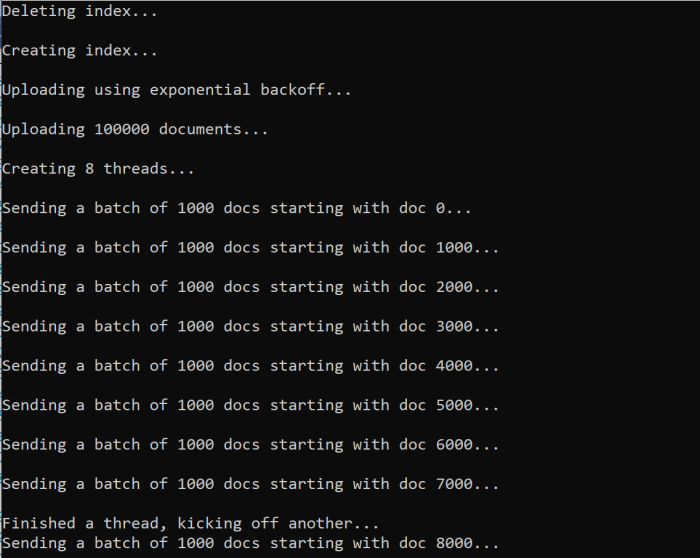 Deleting index...
Creating index...
Uploading using exponential backoff...
Uploading 100000 documents...
Creating 8 threads...
Sending a batch of 1000 docs starting with doc 0...
Sending a batch of 1000 docs starting with doc 1000...
Sending a batch of 1000 docs starting with doc 2000...
Sending a batch of 1000 docs starting with doc 3000...
Sending a batch of 1000 docs starting with doc 4000...
Sending a batch of 1000 docs starting with doc 5000...
Sending a batch of 1000 docs starting with doc 6000...
Sending a batch of 1000 docs starting with doc 7000...
Finished a thread, kicking off another...
Sending a batch of 1000 docs starting with doc 8000...